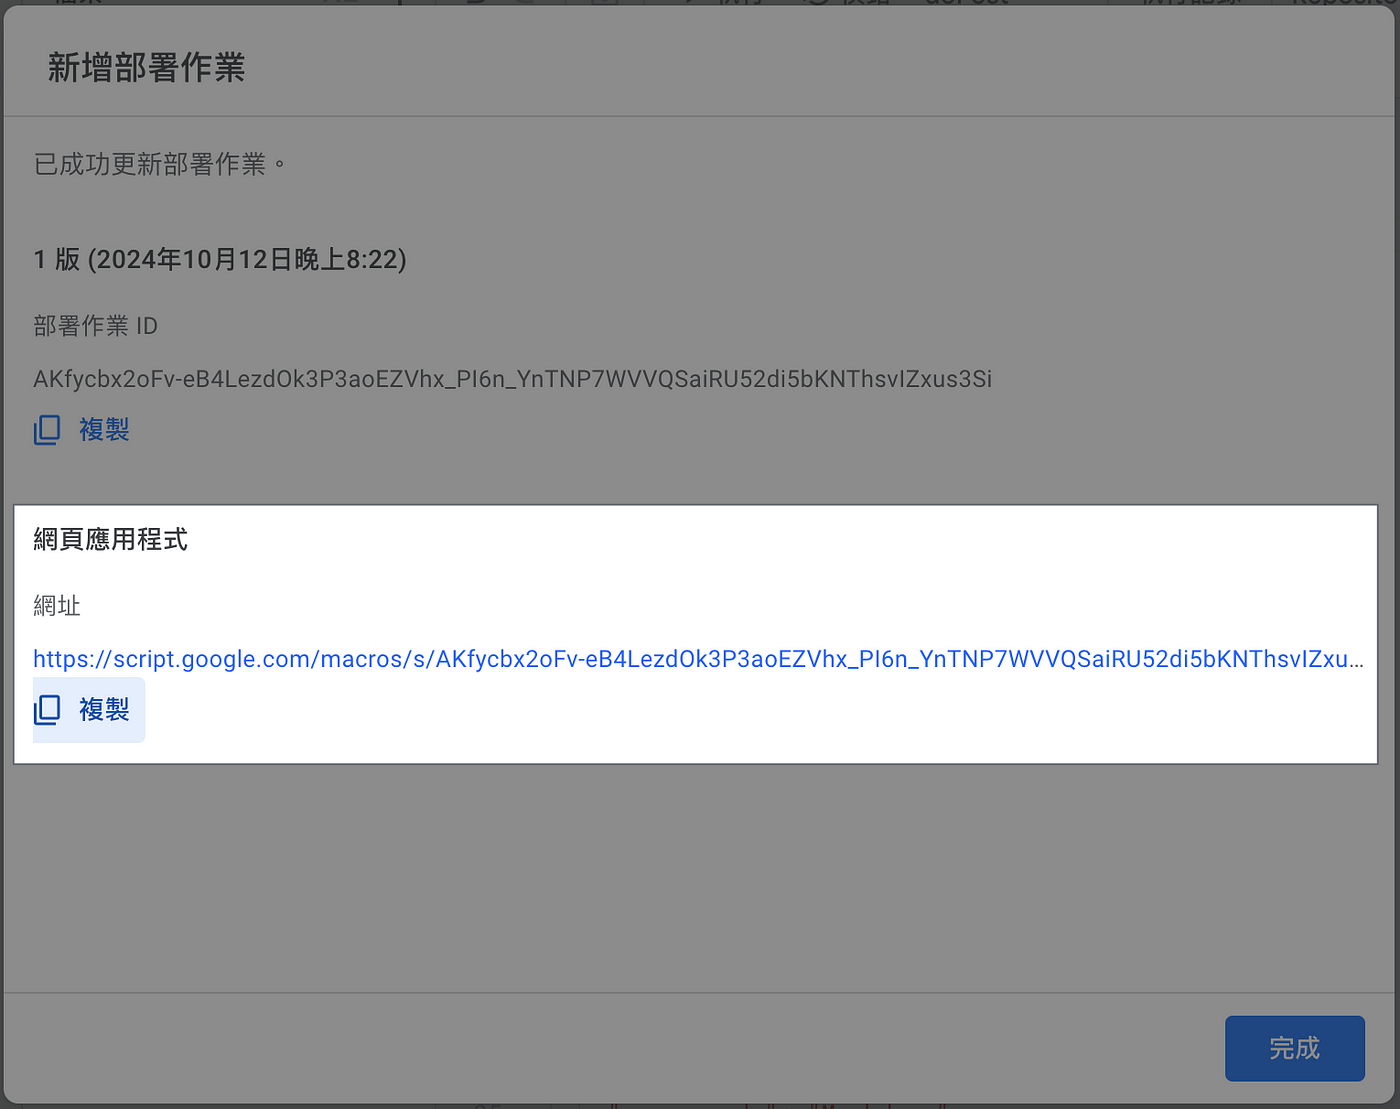 新增部署作業
已成功更新部署作業。
1 版 (2024年10月12日晚上8:22)
部署作業 ID
AKfycbx2oFv-eB4LezdOk3P3aoEZVhx_PI6n_YnTNP7WVVQSaiRU52di5bKNThsvIZxus3Si
複製
網頁應用程式
網址
https://script.google.com/macros/s/AKfycbx2oFv-eB4LezdOk3P3aoEZVhx_PI6n_YnTNP7WVVQSaiRU52di5bKNThsvIZxu...
複製
完成